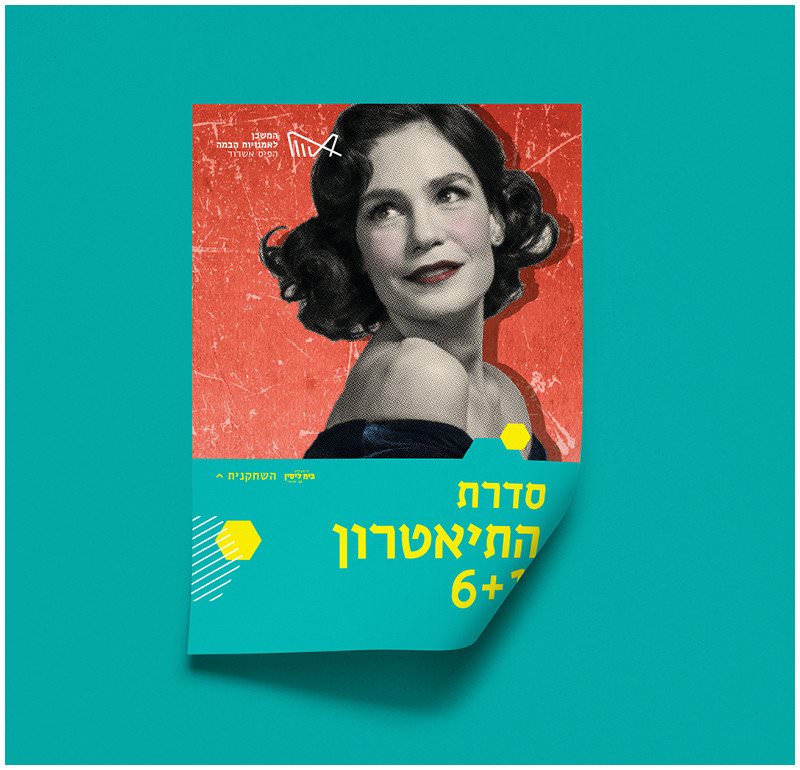 המשכן
לאמנויות הבמה
הפיס אשדוד
בית ליסין
השחקנית
סדרת
התיאטרון
6+